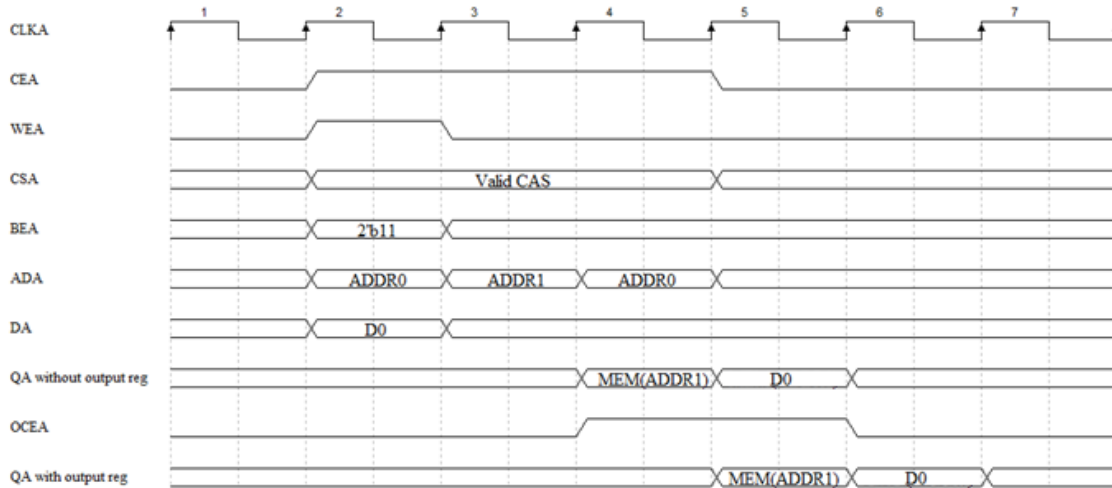 1 2 3 4 5 6 7
CLKA
CEA
WEA
CSA Valid CAS
BEA 2'b11
ADA ADDR0 ADDR1 ADDR0
DA D0
QA without output reg MEM(ADDR1) D0
OCEA
QA with output reg MEM(ADDR1) D0